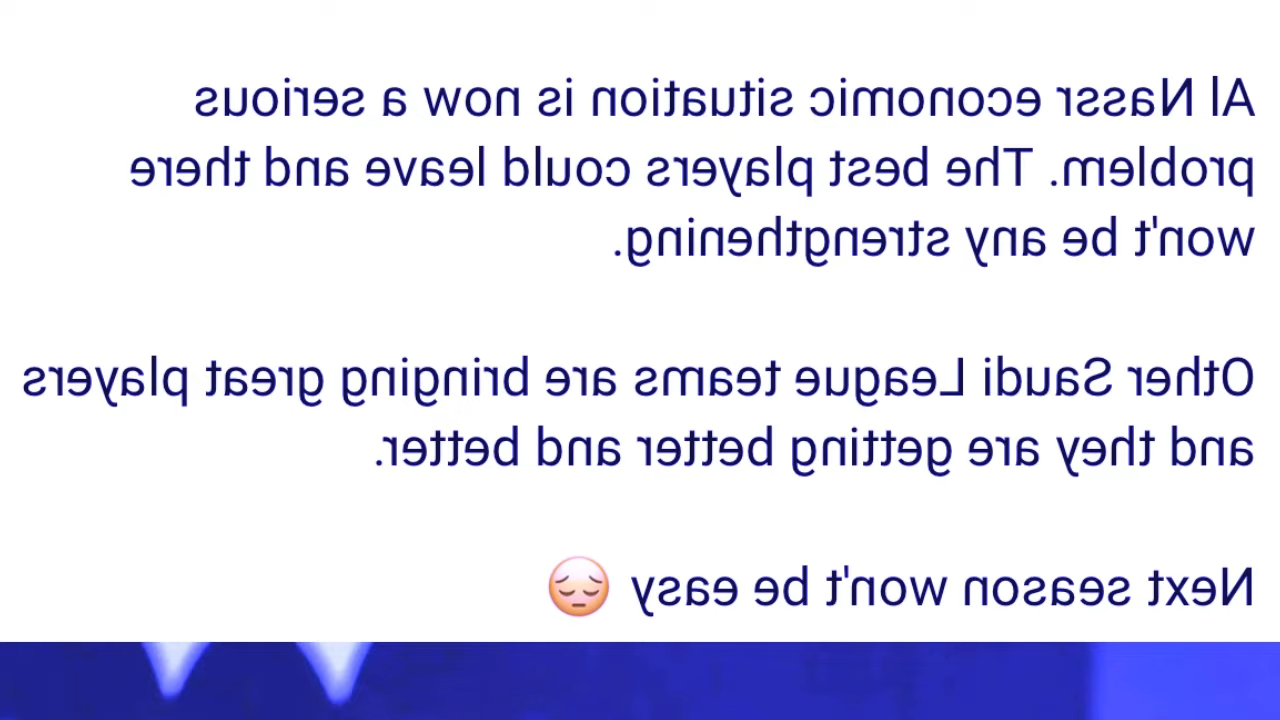 Al Nassr economic situation is now a serious
problem. The best players could leave and there
won't be any strengthening.
Other Saudi League teams are bringing great players
and they are getting better and better.
Next season won't be easy 😔